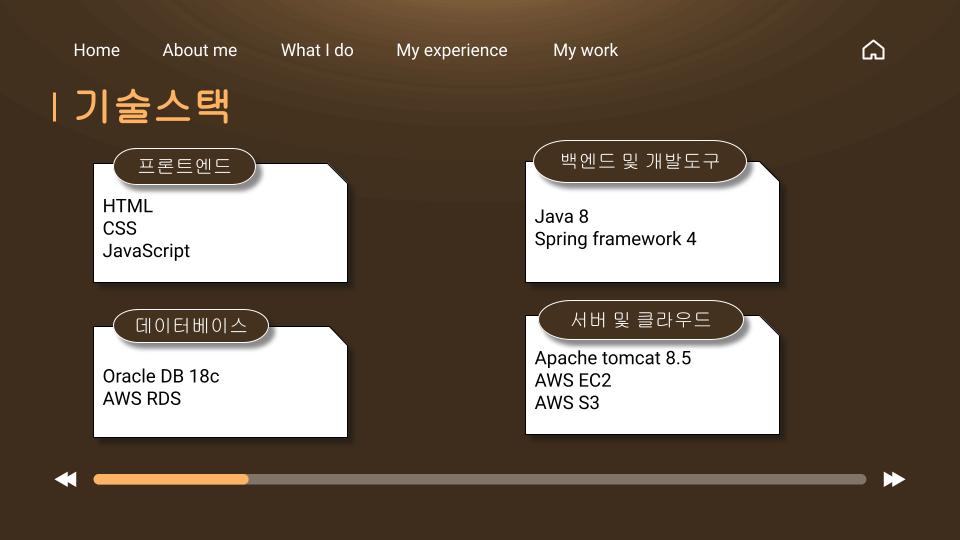 Home About me What I do My experience My work
기술스택
프론트엔드
HTML
CSS
JavaScript
백엔드 및 개발도구
Java 8
Spring framework 4
데이터베이스
Oracle DB 18c
AWS RDS
서버 및 클라우드
Apache tomcat 8.5
AWS EC2
AWS S3